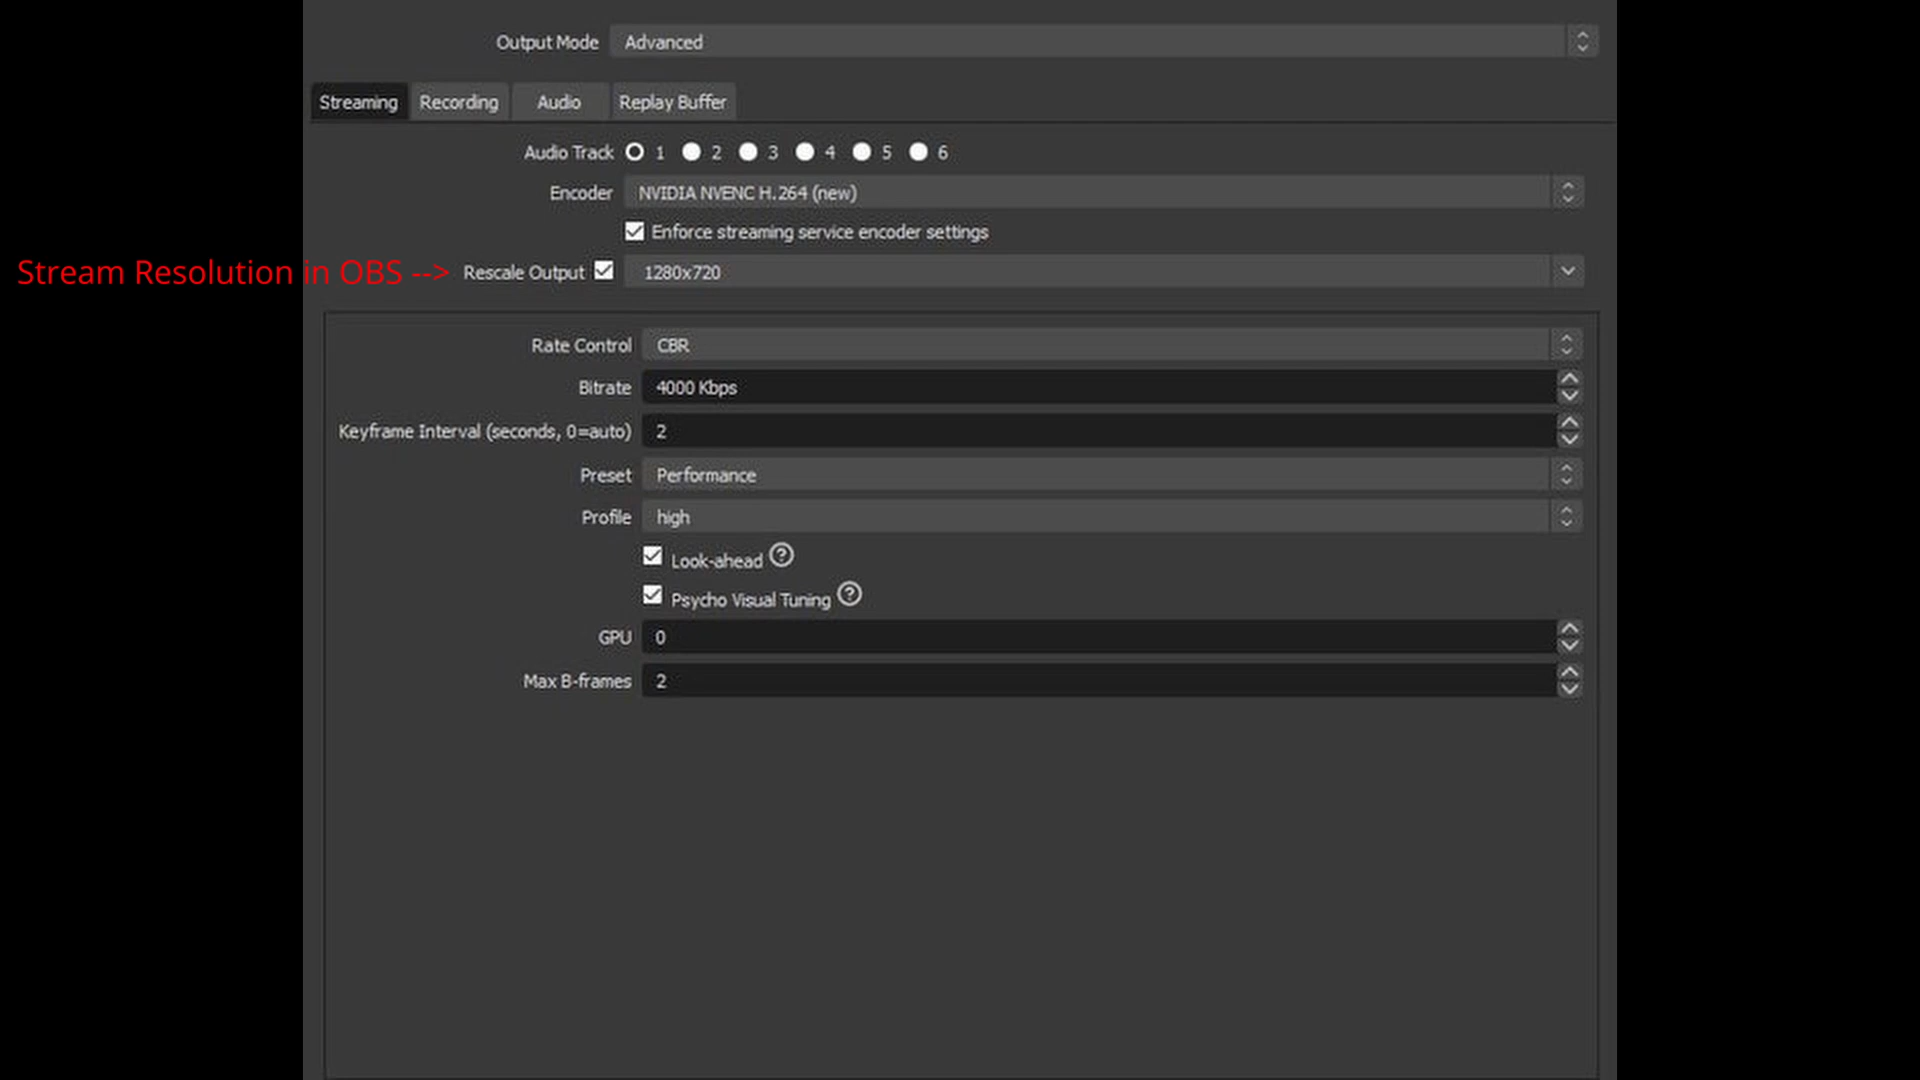 Output Mode Advanced
Streaming Recording Audio Replay Buffer
Audio Track 1 2 3 4 5 6
Encoder NVIDIA NVENC H.264 (new)
Enforce streaming service encoder settings
Stream Resolution in OBS --> Rescale Output 1280x720
Rate Control CBR
Bitrate 4000 Kbps
Keyframe Interval (seconds, 0=auto) 2
Preset Performance
Profile high
Look-ahead ?
Psycho Visual Tuning ?
GPU 0
Max B-frames 2